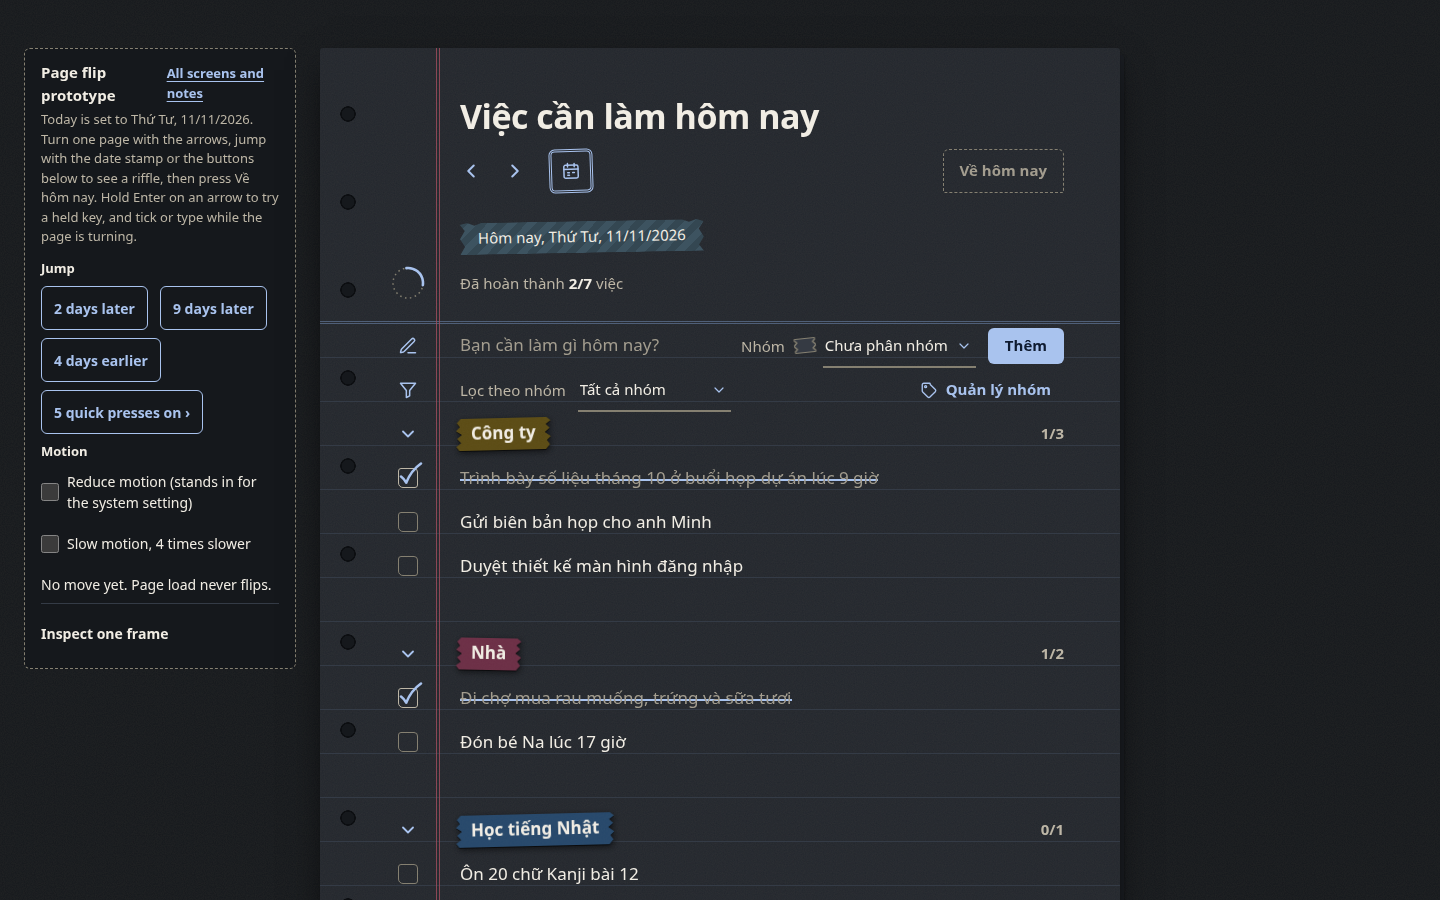 Page flip
prototype
All screens and
notes
Today is set to Thứ Tư, 11/11/2026.
Turn one page with the arrows, jump
with the date stamp or the buttons
below to see a riffle, then press Về
hôm nay. Hold Enter on an arrow to try
a held key, and tick or type while the
page is turning.
Jump
2 days later
9 days later
4 days earlier
5 quick presses on ›
Motion
Reduce motion (stands in for
the system setting)
Slow motion, 4 times slower
No move yet. Page load never flips.
Inspect one frame
Việc cần làm hôm nay
Về hôm nay
Hôm nay, Thứ Tư, 11/11/2026
Đã hoàn thành 2/7 việc
Bạn cần làm gì hôm nay?
Nhóm
Chưa phân nhóm
Thêm
Lọc theo nhóm
Tất cả nhóm
Quản lý nhóm
Công ty
1/3
Trình bày số liệu tháng 10 ở buổi họp dự án lúc 9 giờ
Gửi biên bản họp cho anh Minh
Duyệt thiết kế màn hình đăng nhập
Nhà
1/2
Đi chợ mua rau muống, trứng và sữa tươi
Đón bé Na lúc 17 giờ
Học tiếng Nhật
0/1
Ôn 20 chữ Kanji bài 12